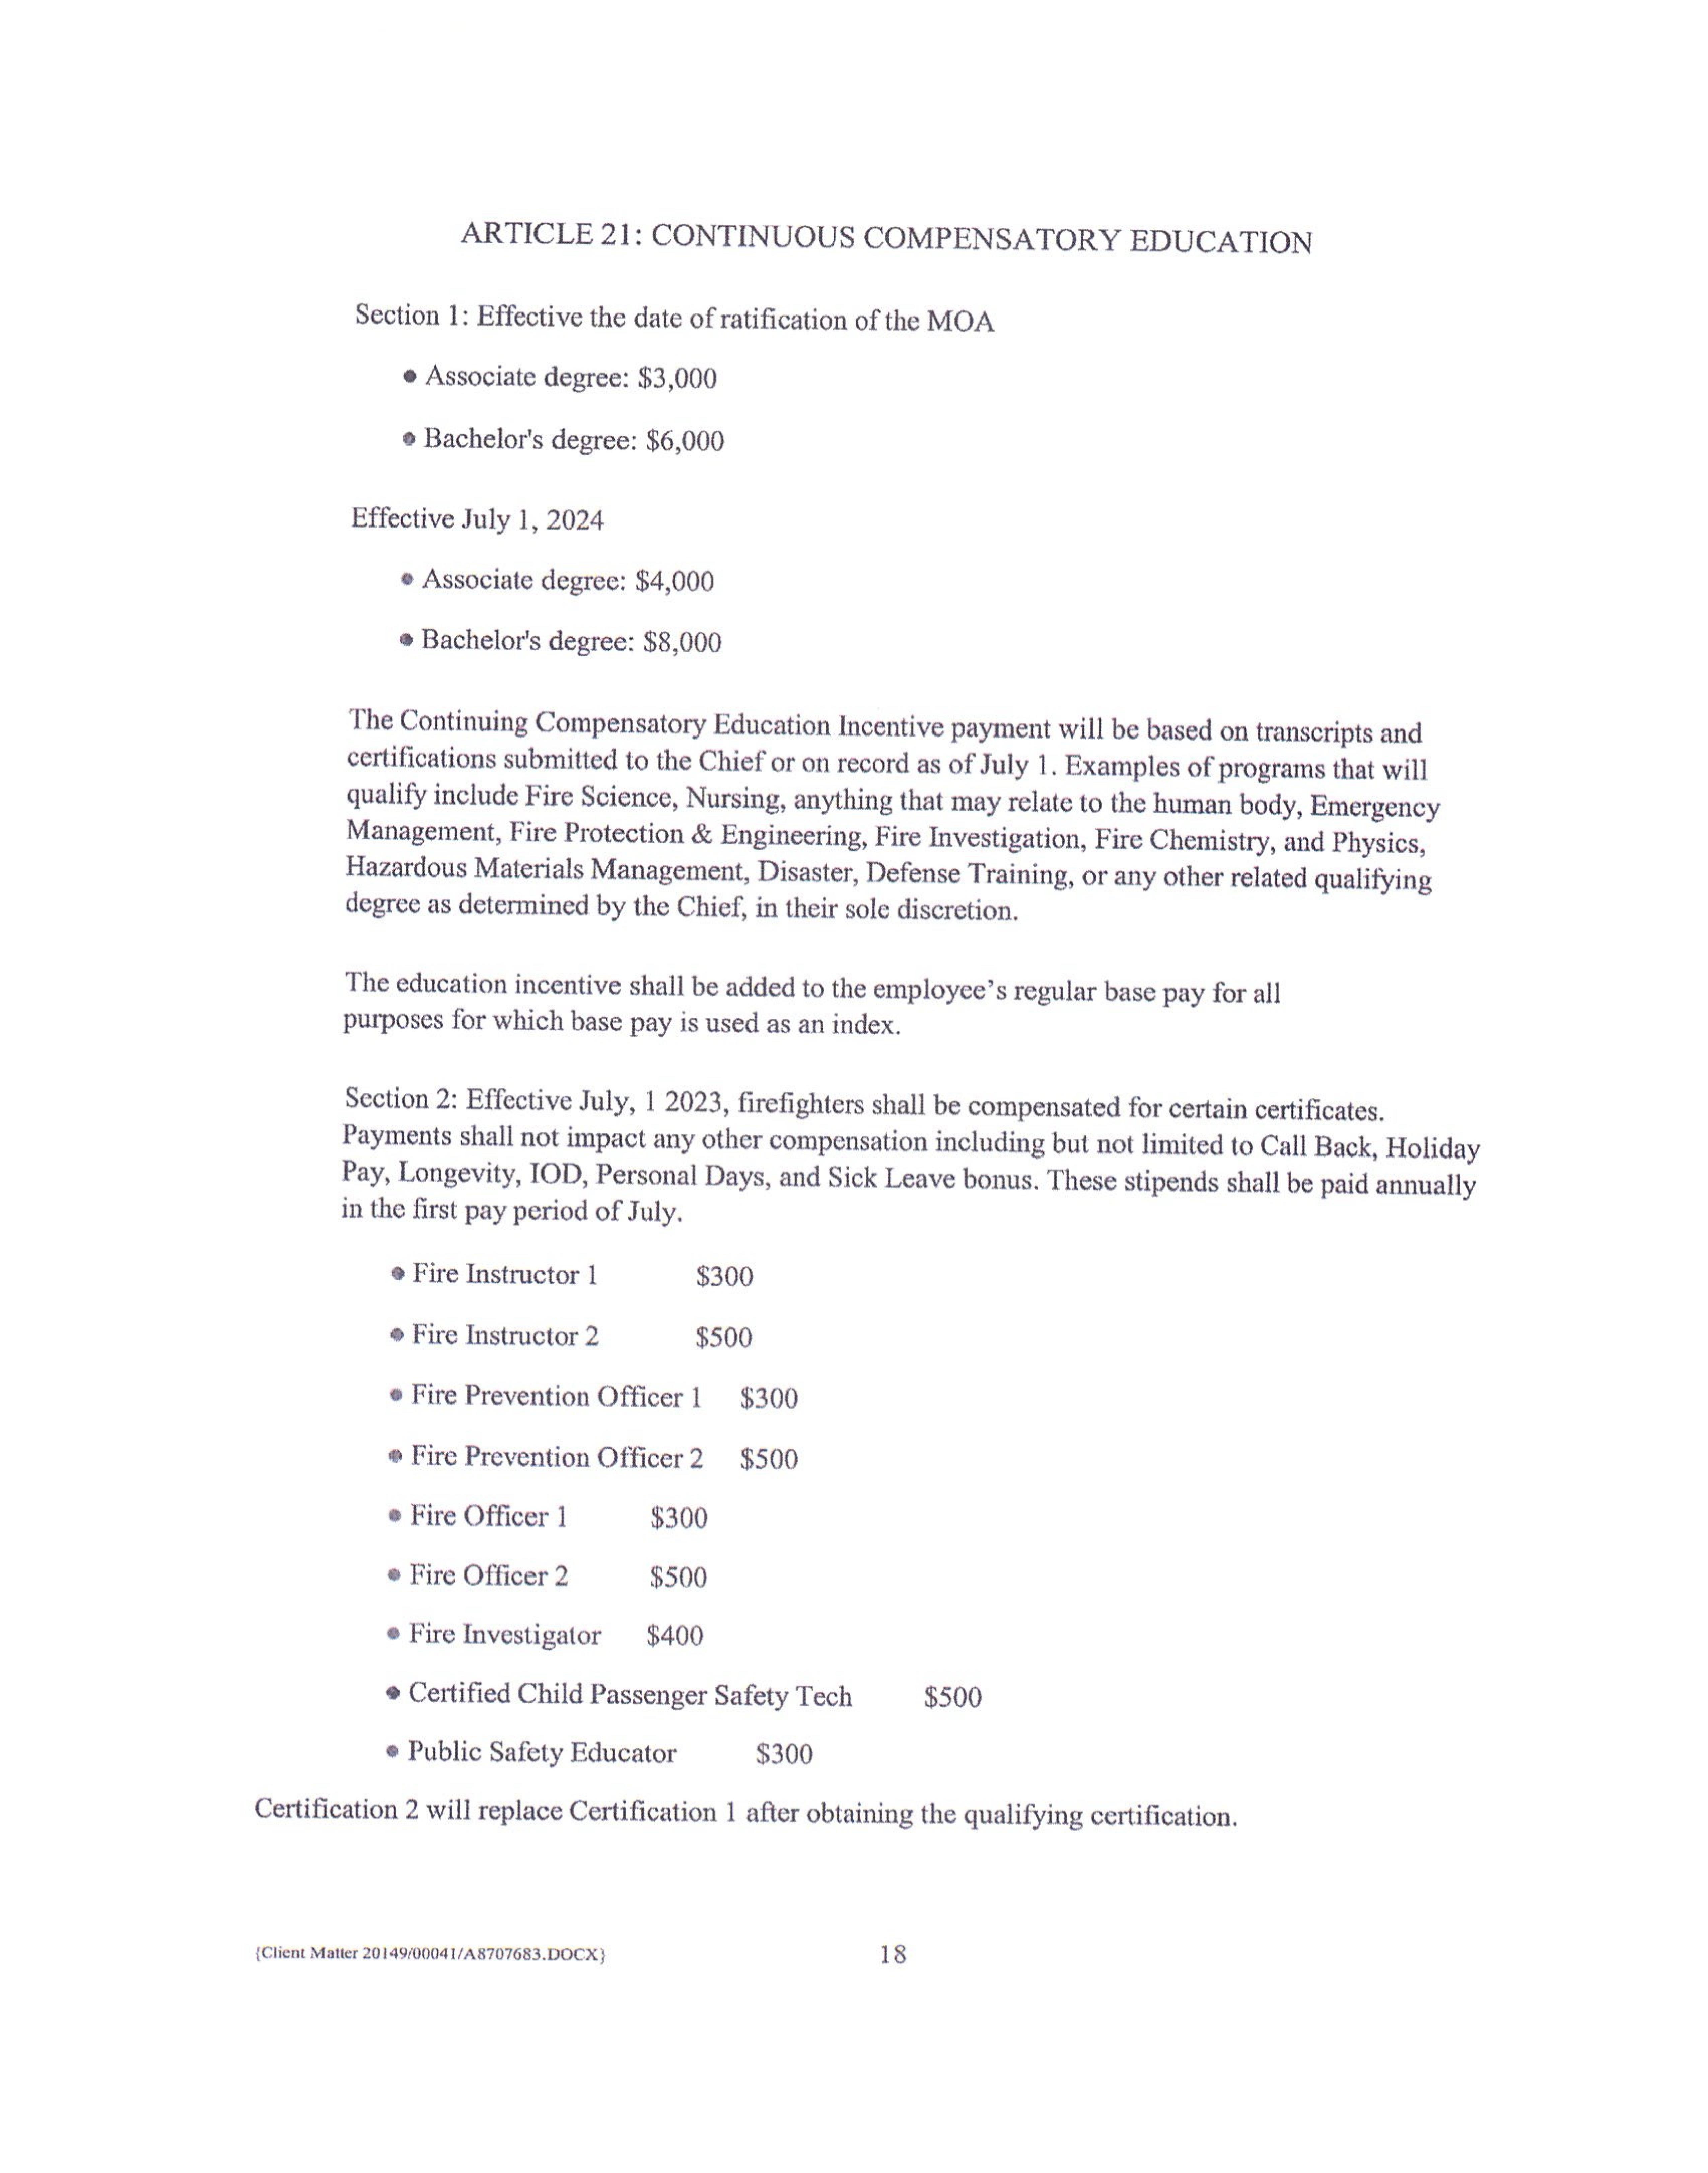 ARTICLE 21: CONTINUOUS COMPENSATORY EDUCATION
Section 1: Effective the date of ratification of the MOA
• Associate degree: $3,000
• Bachelor's degree: $6,000
Effective July 1, 2024
• Associate degree: $4,000
• Bachelor's degree: $8,000
The Continuing Compensatory Education Incentive payment will be based on transcripts and
certifications submitted to the Chief or on record as of July 1. Examples of programs that will
qualify include Fire Science, Nursing, anything that may relate to the human body, Emergency
Management, Fire Protection & Engineering, Fire Investigation, Fire Chemistry, and Physics,
Hazardous Materials Management, Disaster, Defense Training, or any other related qualifying
degree as determined by the Chief, in their sole discretion.
The education incentive shall be added to the employee’s regular base pay for all
purposes for which base pay is used as an index.
Section 2: Effective July, 1 2023, firefighters shall be compensated for certain certificates.
Payments shall not impact any other compensation including but not limited to Call Back, Holiday
Pay, Longevity, IOD, Personal Days, and Sick Leave bonus. These stipends shall be paid annually
in the first pay period of July.
• Fire Instructor 1 $300
• Fire Instructor 2 $500
• Fire Prevention Officer 1 $300
• Fire Prevention Officer 2 $500
• Fire Officer 1 $300
• Fire Officer 2 $500
• Fire Investigator $400
• Certified Child Passenger Safety Tech $500
• Public Safety Educator $300
Certification 2 will replace Certification 1 after obtaining the qualifying certification.
{Client Matter 20149/00041/A8707683.DOCX} 18